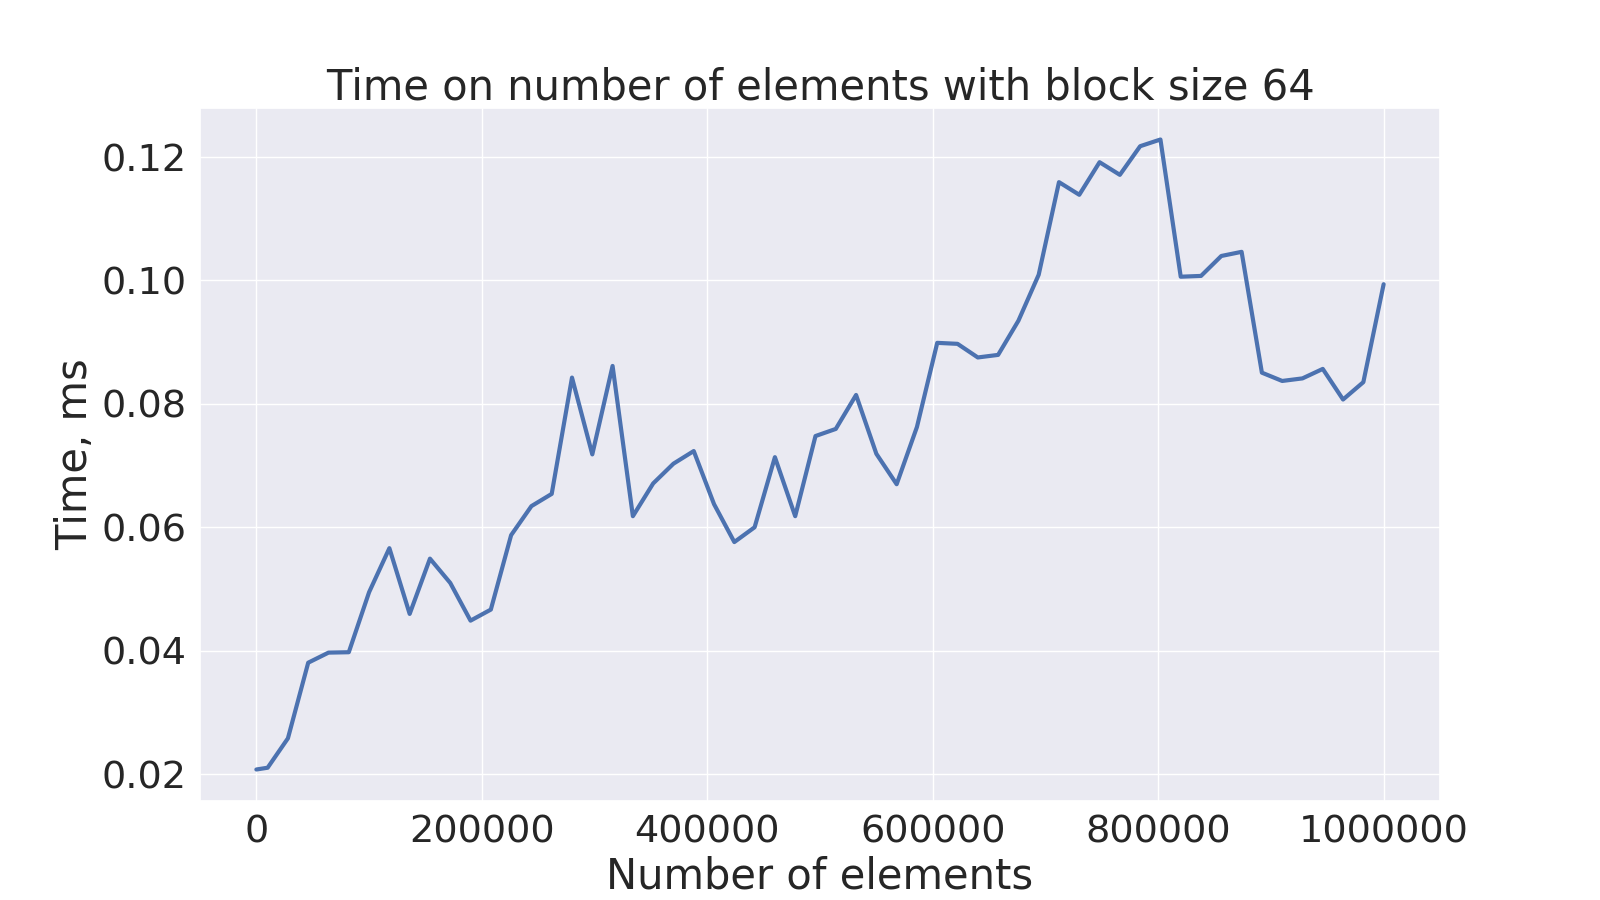 Time on number of elements with block size 64
0.12
0.10
0.08
0.06
0.04
0.02
Time, ms
0 200000 400000 600000 800000 1000000
Number of elements